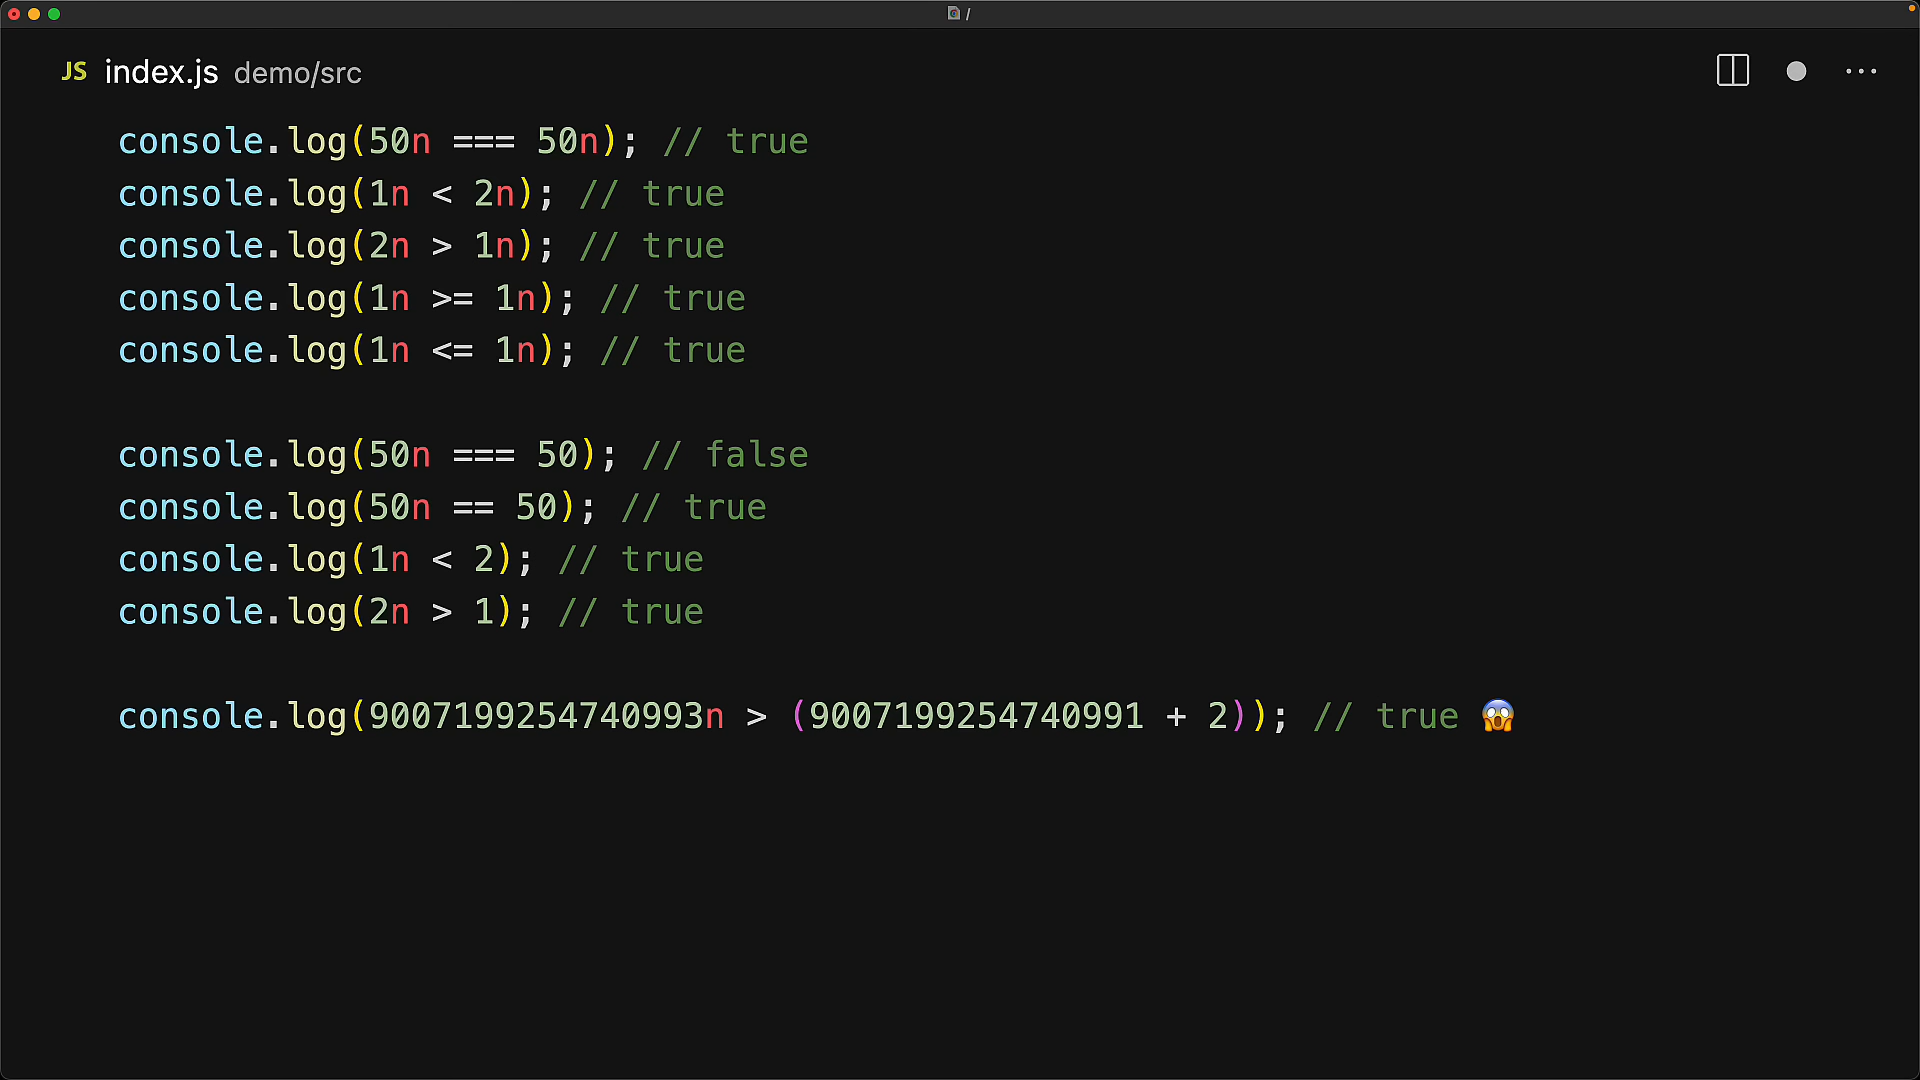 /
JS index.js demo/src
console.log(50n === 50n); // true
console.log(1n < 2n); // true
console.log(2n > 1n); // true
console.log(1n >= 1n); // true
console.log(1n <= 1n); // true
console.log(50n === 50); // false
console.log(50n == 50); // true
console.log(1n < 2); // true
console.log(2n > 1); // true
console.log(9007199254740993n > (9007199254740991 + 2)); // true 😱